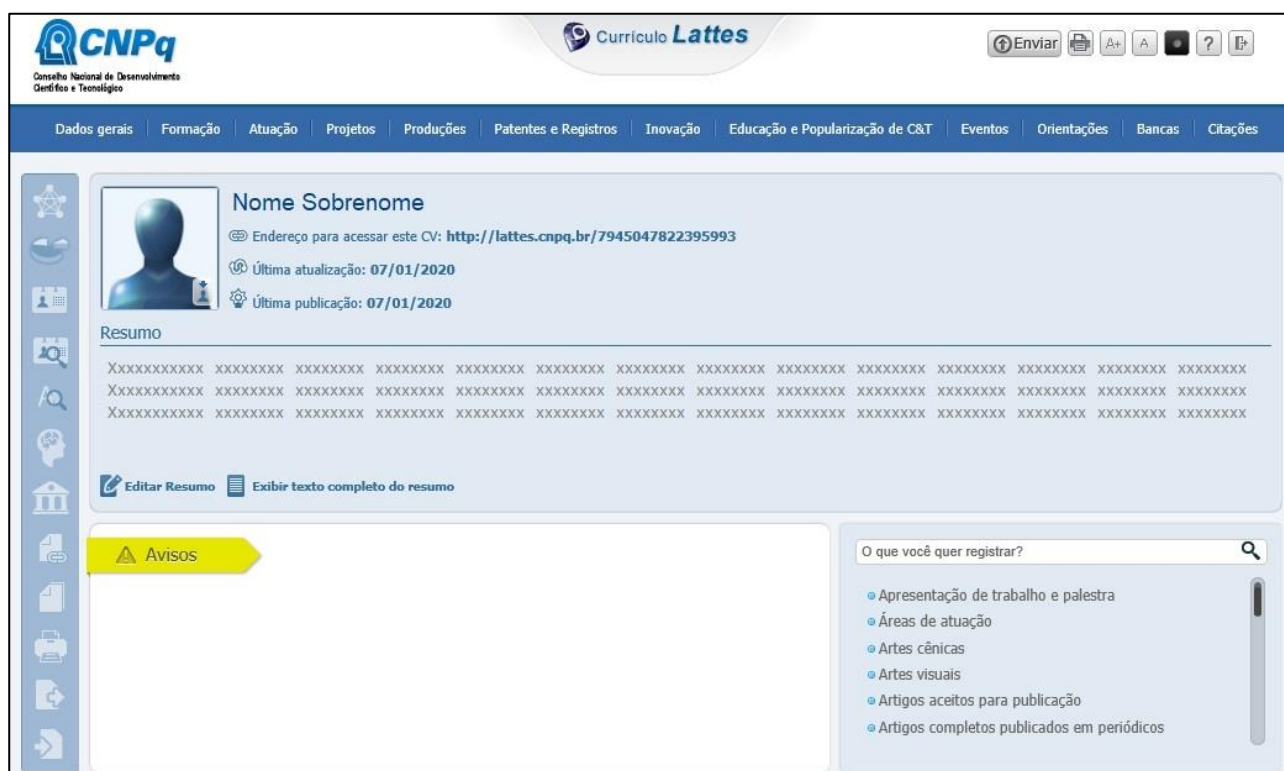 CNPq
Conselho Nacional de Desenvolvimento
Científico e Tecnológico
Currículo Lattes
Enviar A+ A ?
Dados gerais Formação Atuação Projetos Produções Patentes e Registros Inovação Educação e Popularização de C&T Eventos Orientações Bancas Citações
Nome Sobrenome
Endereço para acessar este CV: http://lattes.cnpq.br/7945047822395993
Última atualização: 07/01/2020
Última publicação: 07/01/2020
Resumo
Xxxxxxxxxxx xxxxxxxx xxxxxxxx xxxxxxxx xxxxxxxx xxxxxxxx xxxxxxxx xxxxxxxx xxxxxxxx xxxxxxxx xxxxxxxx xxxxxxxx xxxxxxxx xxxxxxxx
Xxxxxxxxxxx xxxxxxxx xxxxxxxx xxxxxxxx xxxxxxxx xxxxxxxx xxxxxxxx xxxxxxxx xxxxxxxx xxxxxxxx xxxxxxxx xxxxxxxx xxxxxxxx xxxxxxxx
Xxxxxxxxxxx xxxxxxxx xxxxxxxx xxxxxxxx xxxxxxxx xxxxxxxx xxxxxxxx xxxxxxxx xxxxxxxx xxxxxxxx xxxxxxxx xxxxxxxx xxxxxxxx xxxxxxxx
Editar Resumo Exibir texto completo do resumo
Avisos
O que você quer registrar?
Apresentação de trabalho e palestra
Áreas de atuação
Artes cênicas
Artes visuais
Artigos aceitos para publicação
Artigos completos publicados em periódicos